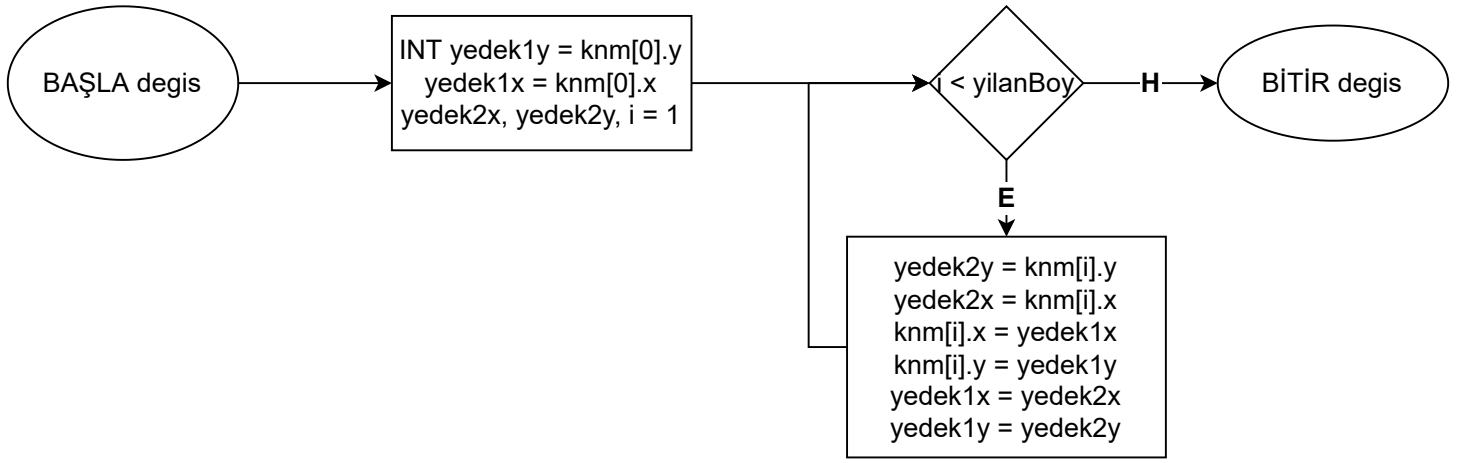 BAŞLA degis
INT yedek1y = knm[0].y
yedek1x = knm[0].x
yedek2x, yedek2y, i = 1
i < yilanBoy
H
BİTİR degis
E
yedek2y = knm[i].y
yedek2x = knm[i].x
knm[i].x = yedek1x
knm[i].y = yedek1y
yedek1x = yedek2x
yedek1y = yedek2y